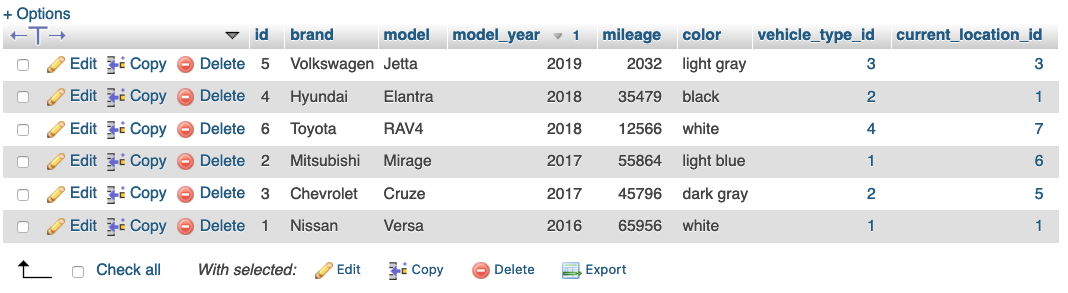 + Options
←T→ id brand model model_year 1 mileage color vehicle_type_id current_location_id
Edit Copy Delete 5 Volkswagen Jetta 2019 2032 light gray 3 3
Edit Copy Delete 4 Hyundai Elantra 2018 35479 black 2 1
Edit Copy Delete 6 Toyota RAV4 2018 12566 white 4 7
Edit Copy Delete 2 Mitsubishi Mirage 2017 55864 light blue 1 6
Edit Copy Delete 3 Chevrolet Cruze 2017 45796 dark gray 2 5
Edit Copy Delete 1 Nissan Versa 2016 65956 white 1 1
Check all With selected: Edit Copy Delete Export